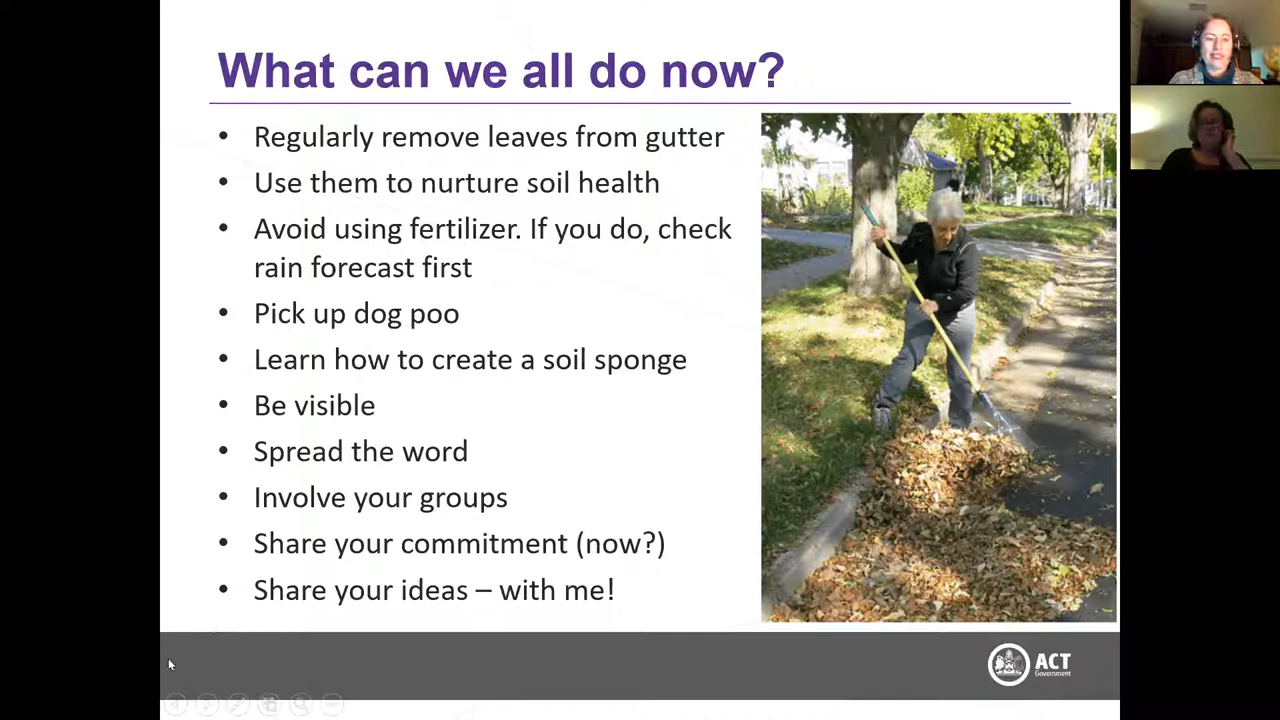 What can we all do now?
• Regularly remove leaves from gutter
• Use them to nurture soil health
• Avoid using fertilizer. If you do, check
rain forecast first
• Pick up dog poo
• Learn how to create a soil sponge
• Be visible
• Spread the word
• Involve your groups
• Share your commitment (now?)
• Share your ideas – with me!
ACT
Government